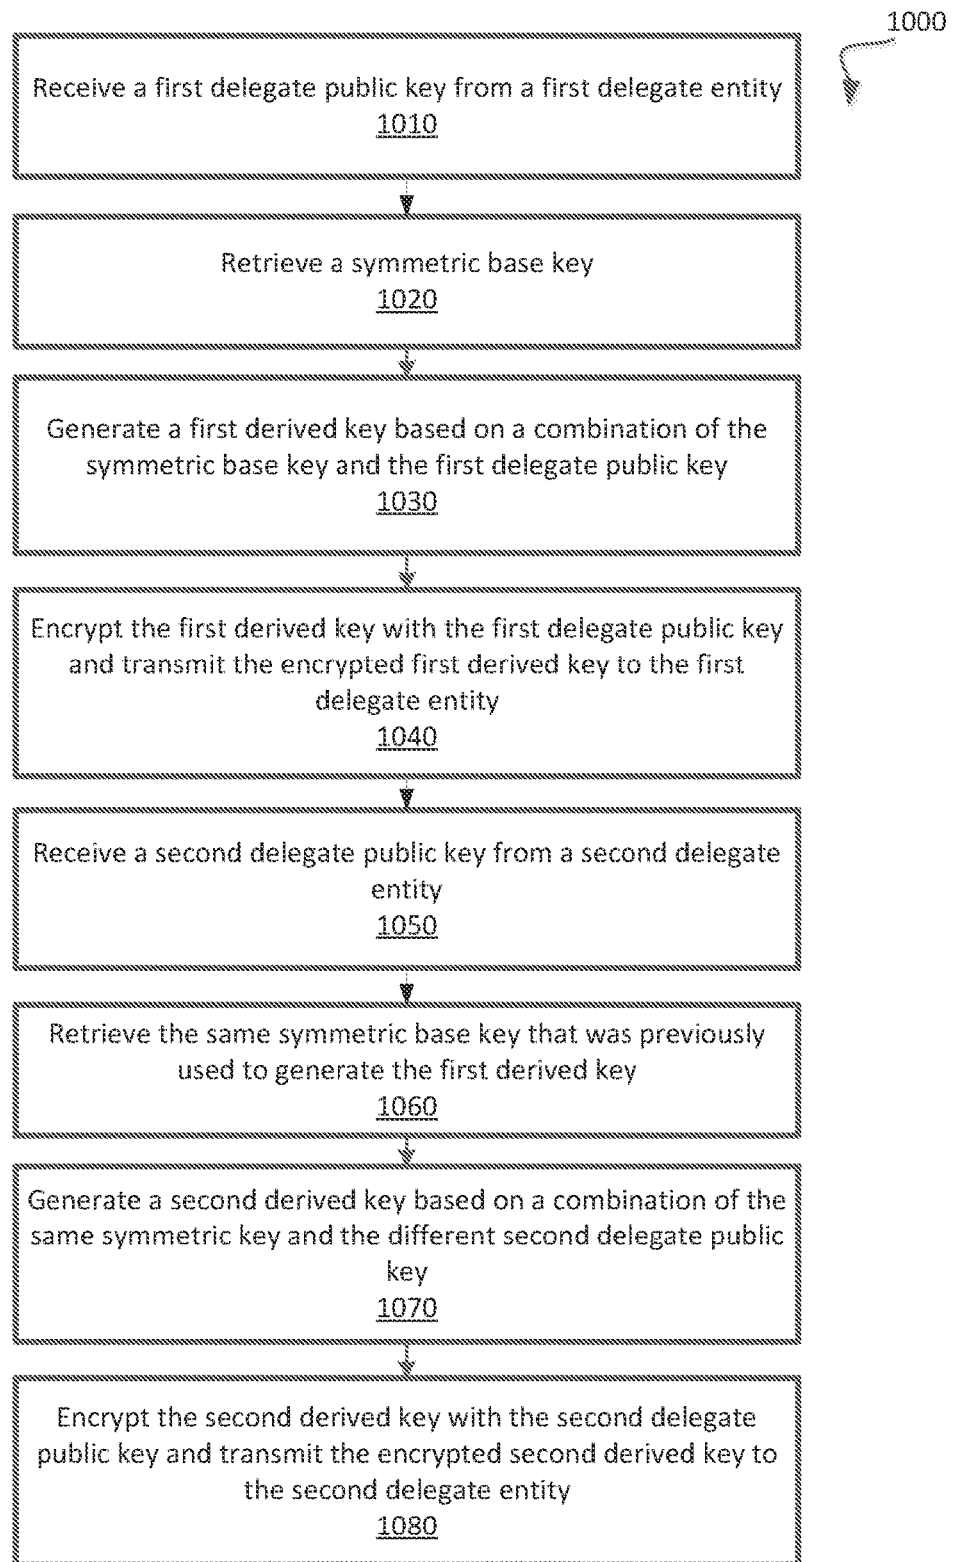 1000
Receive a first delegate public key from a first delegate entity
1010
Retrieve a symmetric base key
1020
Generate a first derived key based on a combination of the
symmetric base key and the first delegate public key
1030
Encrypt the first derived key with the first delegate public key
and transmit the encrypted first derived key to the first
delegate entity
1040
Receive a second delegate public key from a second delegate
entity
1050
Retrieve the same symmetric base key that was previously
used to generate the first derived key
1060
Generate a second derived key based on a combination of the
same symmetric key and the different second delegate public
key
1070
Encrypt the second derived key with the second delegate
public key and transmit the encrypted second derived key to
the second delegate entity
1080